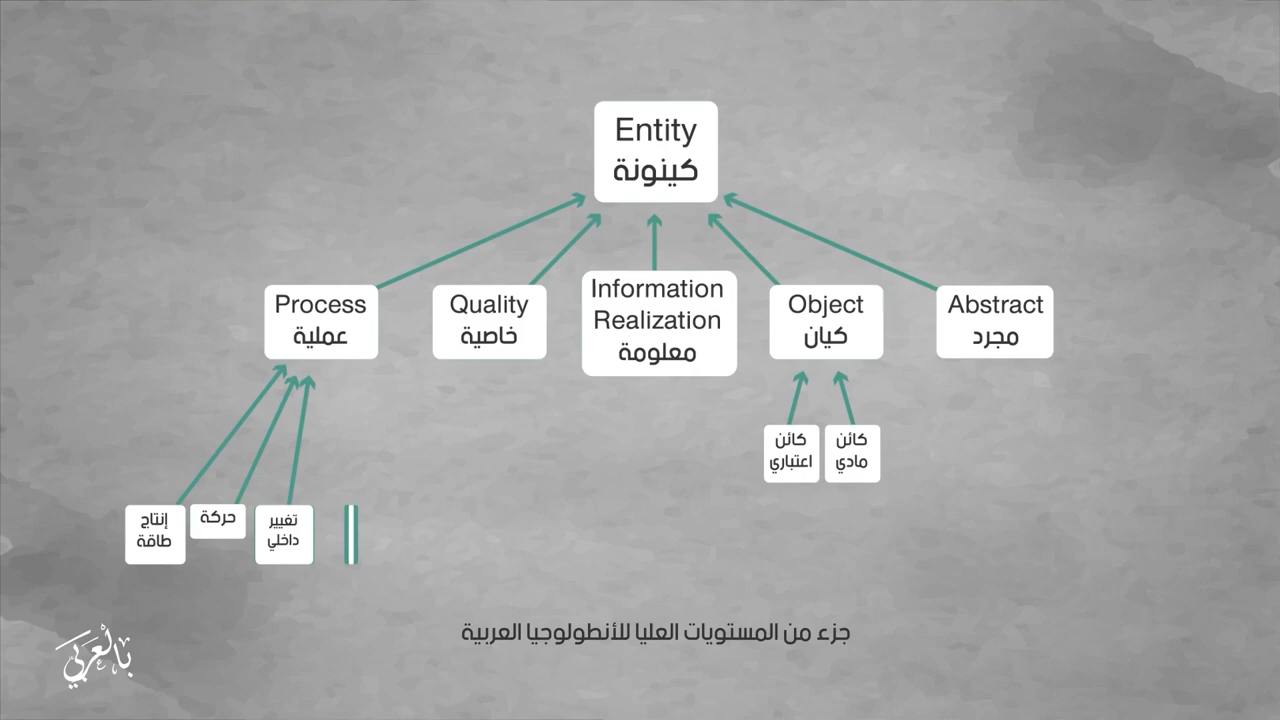 Entity
كينونة
Process
عملية
Quality
خاصية
Information
Realization
معلومة
Object
كيان
Abstract
مجرد
كائن
اعتباري
كائن
مادي
إنتاج
طاقة
حركة
تغيير
داخلي
جزء من المستويات العليا للأنطولوجيا العربية
بالعربي